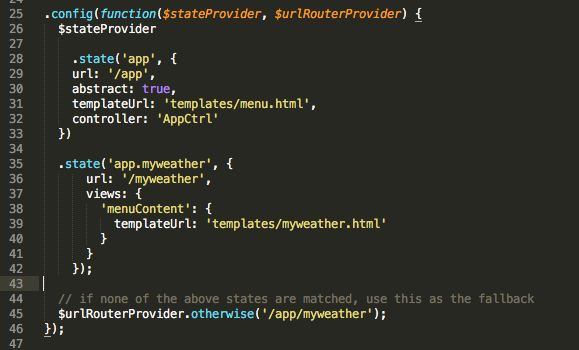 25 .config(function($stateProvider, $urlRouterProvider) {
26 $stateProvider
27
28 .state('app', {
29 url: '/app',
30 abstract: true,
31 templateUrl: 'templates/menu.html',
32 controller: 'AppCtrl'
33 })
34
35 .state('app.myweather', {
36 url: '/myweather',
37 views: {
38 'menuContent': {
39 templateUrl: 'templates/myweather.html'
40 }
41 }
42 });
43
44 // if none of the above states are matched, use this as the fallback
45 $urlRouterProvider.otherwise('/app/myweather');
46 });
47